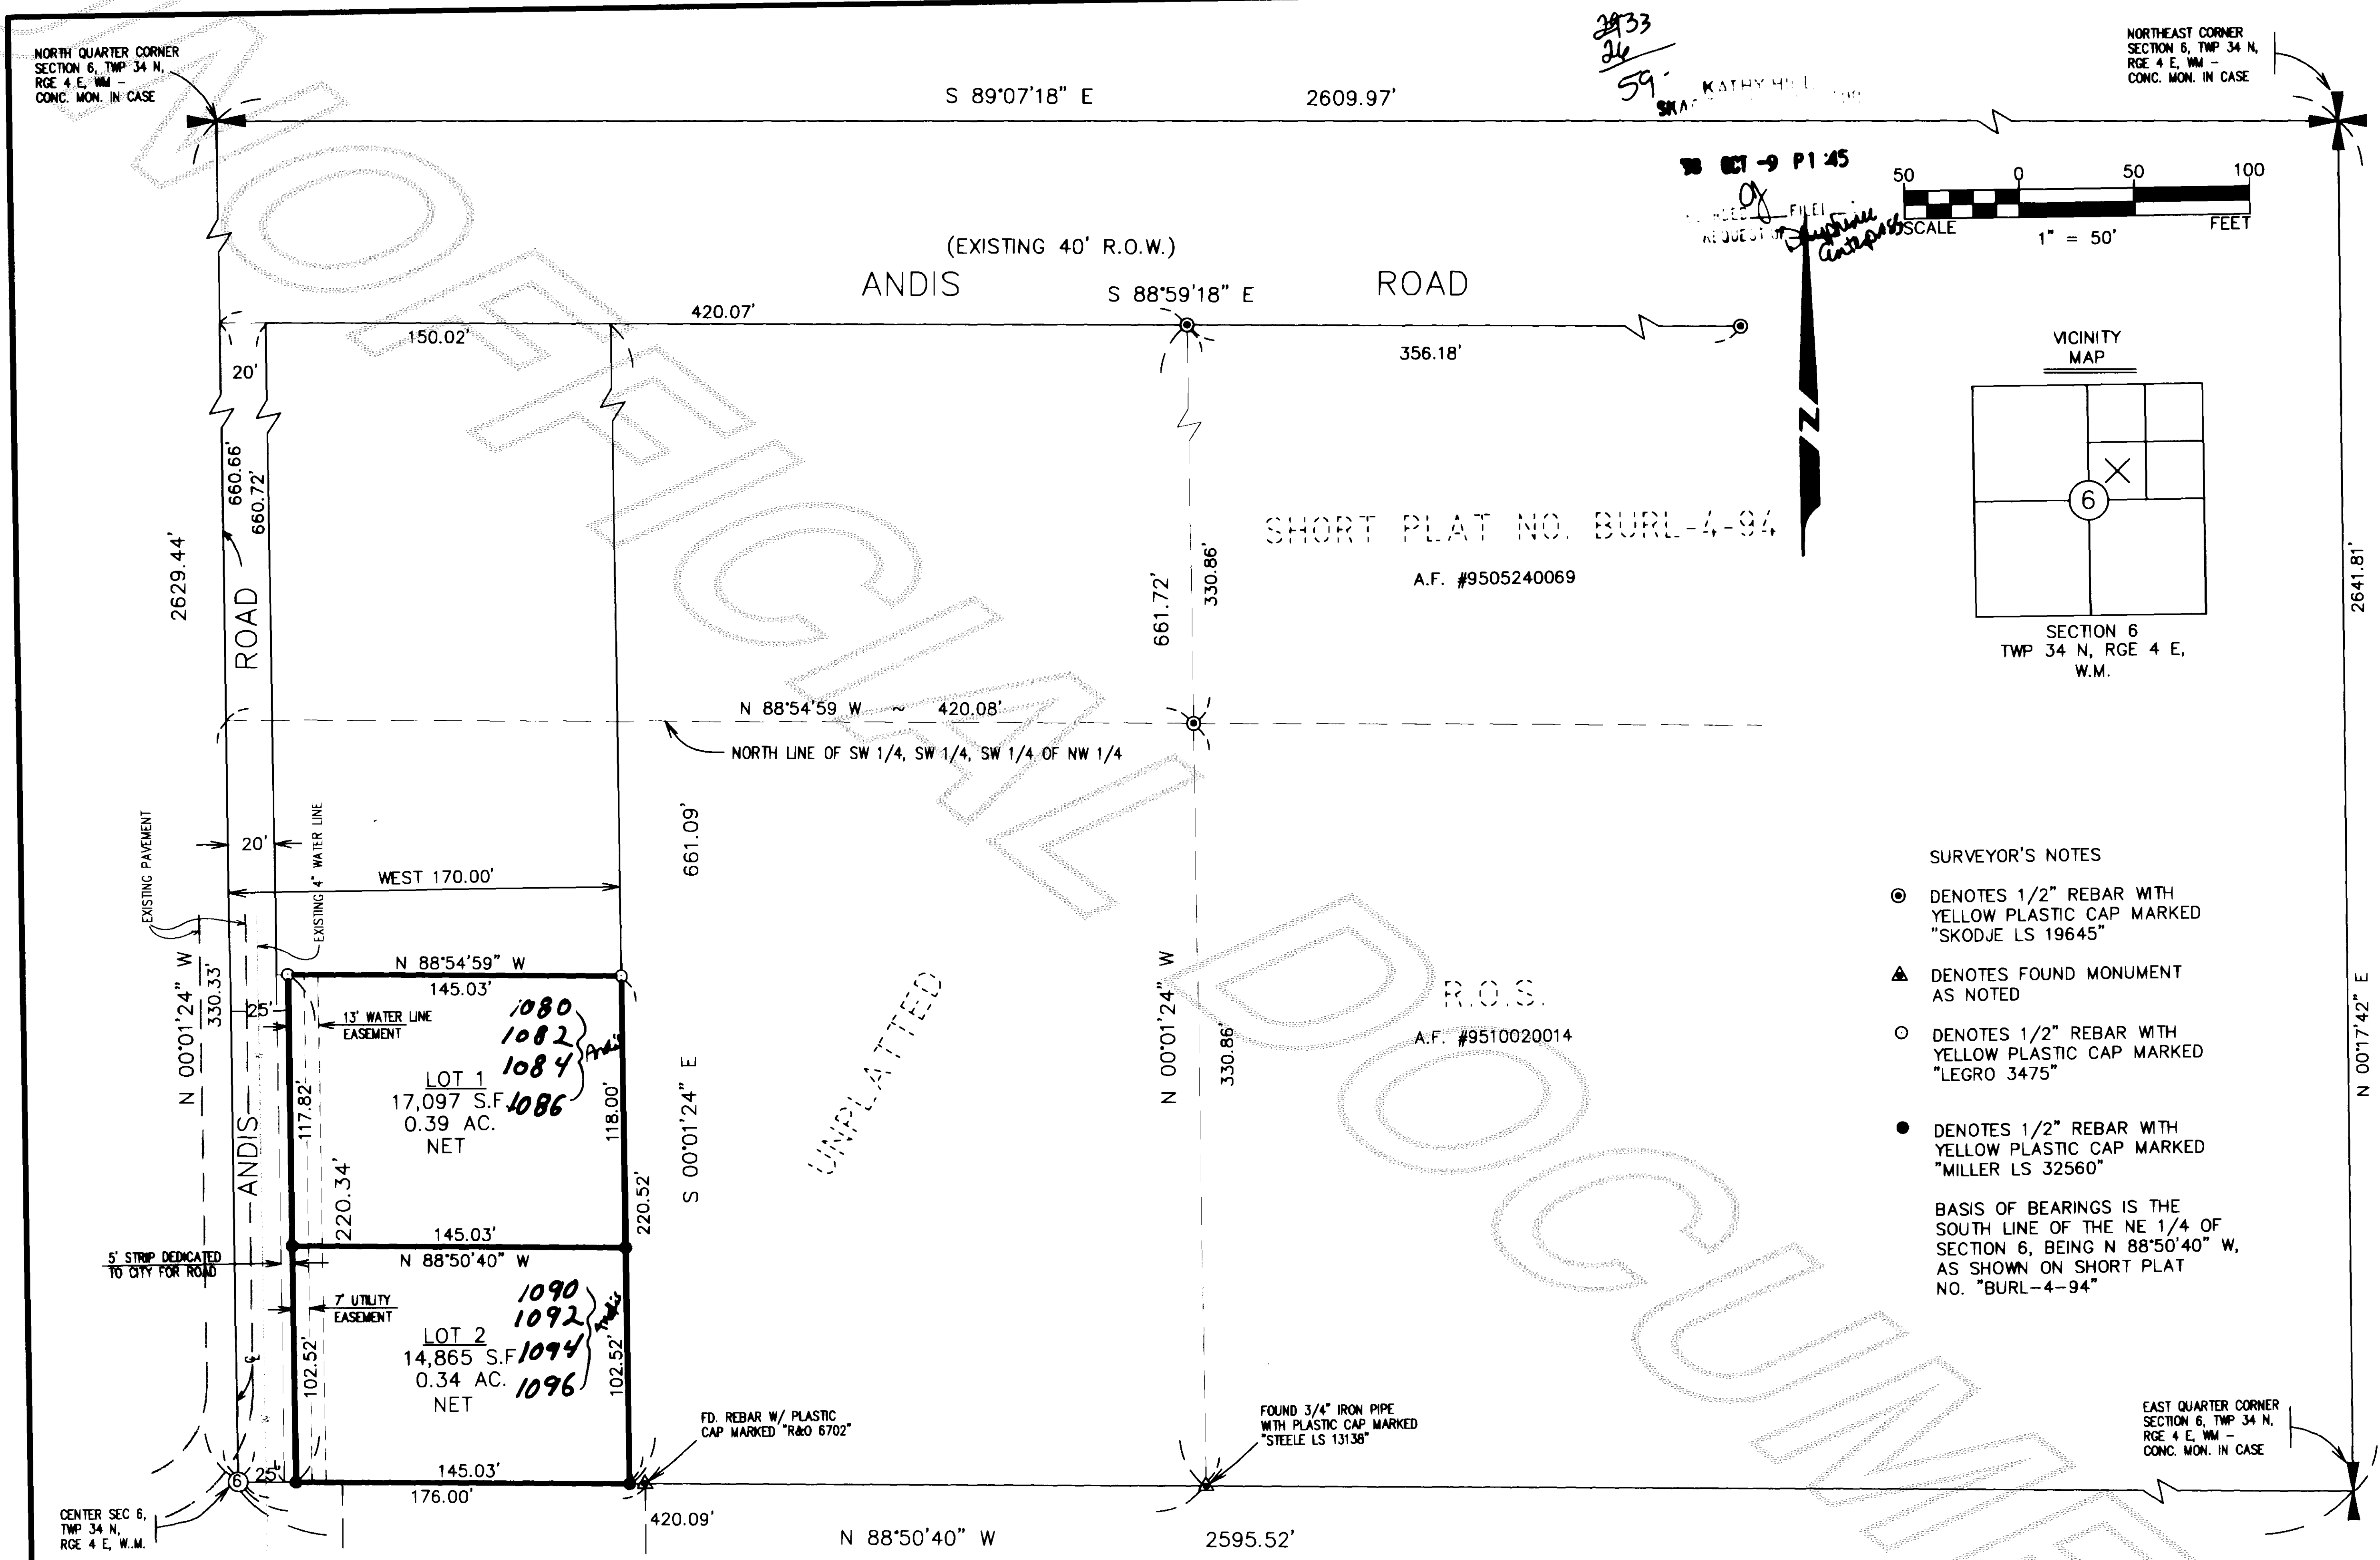 NORTH QUARTER CORNER
SECTION 6, TWP 34 N,
RGE 4 E, WM –
CONC. MON. IN CASE
S 89°07'18" E
2609.97'
2933
26
59-
KATHY HILL
NORTHEAST CORNER
SECTION 6, TWP 34 N,
RGE 4 E, WM –
CONC. MON. IN CASE
OCT -9 P1:45
REQUEST OF
50 0 50 100
SCALE FEET
1" = 50'
(EXISTING 40' R.O.W.)
ANDIS ROAD
S 88°59'18" E
420.07'
150.02'
356.18'
20'
VICINITY
MAP
6
SECTION 6
TWP 34 N, RGE 4 E,
W.M.
660.66'
660.72'
2629.44'
ROAD
SHORT PLAT NO. BURL-4-94
A.F. #9505240069
661.72'
330.86'
2641.81'
N 88°54'59 W ~ 420.08'
NORTH LINE OF SW 1/4, SW 1/4, SW 1/4 OF NW 1/4
EXISTING PAVEMENT
20'
EXISTING 4" WATER LINE
661.09'
WEST 170.00'
N 00°01'24" W
330.33'
N 88°54'59" W
145.03'
25'
13' WATER LINE
EASEMENT
1080
1082
1084
1086
Andis
LOT 1
17,097 S.F.
0.39 AC.
NET
117.82'
118.00'
220.34'
220.52'
S 00°01'24" E
UNPLATTED
N 00°01'24" W
330.86'
R.O.S.
A.F. #9510020014
ANDIS
145.03'
N 88°50'40" W
5' STRIP DEDICATED
TO CITY FOR ROAD
7' UTILITY
EASEMENT
1090
1092
1094
1096
Andis
LOT 2
14,865 S.F.
0.34 AC.
NET
102.52'
102.52'
SURVEYOR'S NOTES
DENOTES 1/2" REBAR WITH
YELLOW PLASTIC CAP MARKED
"SKODJE LS 19645"
DENOTES FOUND MONUMENT
AS NOTED
DENOTES 1/2" REBAR WITH
YELLOW PLASTIC CAP MARKED
"LEGRO 3475"
DENOTES 1/2" REBAR WITH
YELLOW PLASTIC CAP MARKED
"MILLER LS 32560"
BASIS OF BEARINGS IS THE
SOUTH LINE OF THE NE 1/4 OF
SECTION 6, BEING N 88°50'40" W,
AS SHOWN ON SHORT PLAT
NO. "BURL-4-94"
N 00°17'42" E
FD. REBAR W/ PLASTIC
CAP MARKED "R&O 6702"
FOUND 3/4" IRON PIPE
WITH PLASTIC CAP MARKED
"STEELE LS 13138"
EAST QUARTER CORNER
SECTION 6, TWP 34 N,
RGE 4 E, WM –
CONC. MON. IN CASE
6
25'
145.03'
176.00'
CENTER SEC 6,
TWP 34 N,
RGE 4 E, W.M.
420.09'
N 88°50'40" W
2595.52'
UNOFFICIAL DOCUME